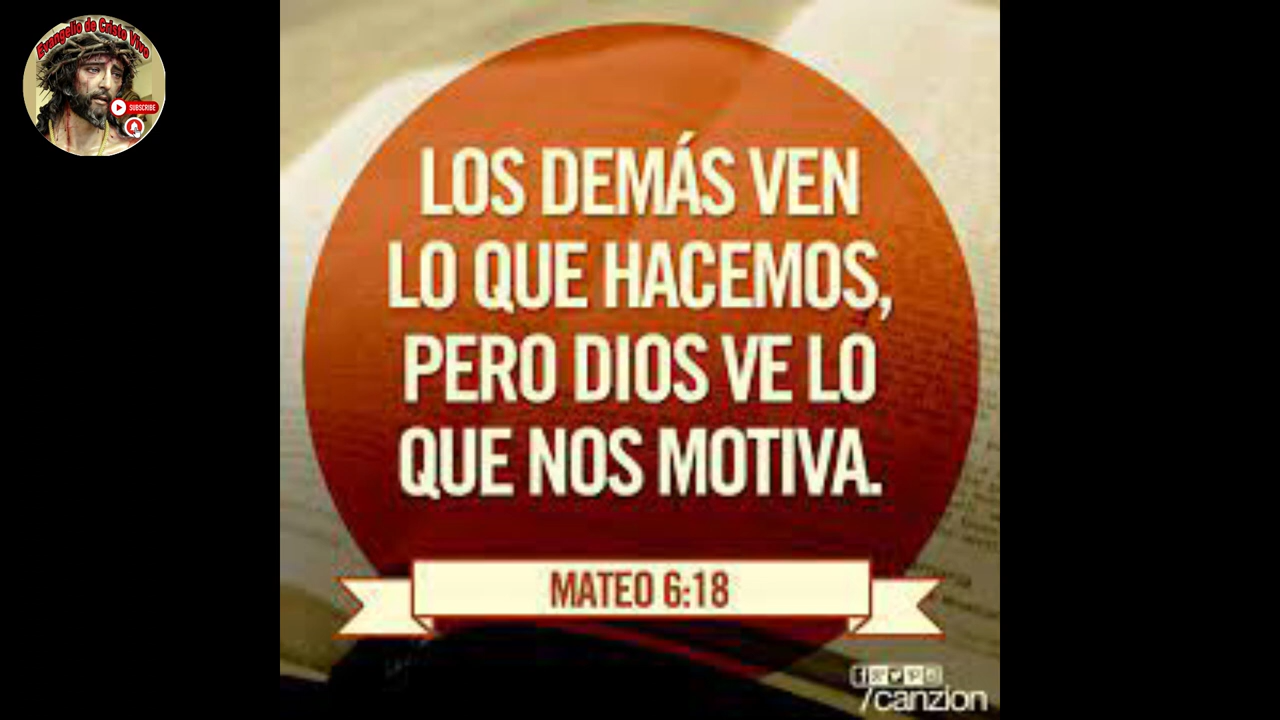 Evangelio de Cristo Vivo
SUBSCRIBE
LOS DEMÁS VEN
LO QUE HACEMOS,
PERO DIOS VE LO
QUE NOS MOTIVA.
MATEO 6:18
/canzion